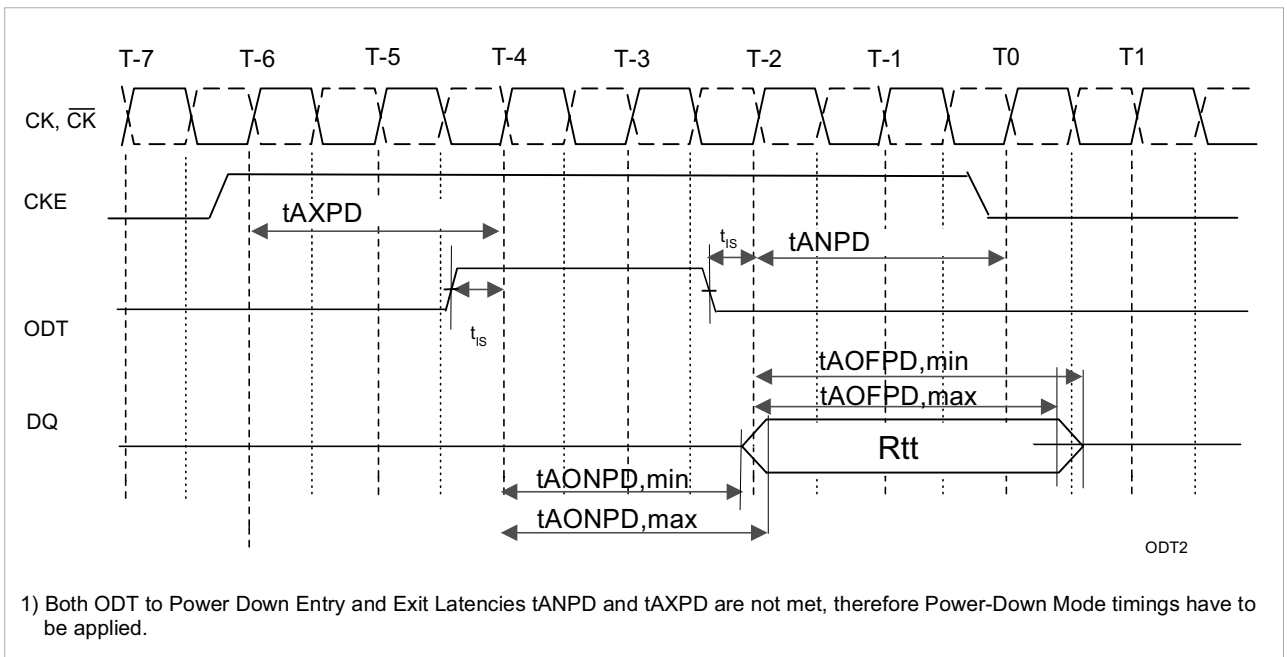 T-7 T-6 T-5 T-4 T-3 T-2 T-1 T0 T1
CK, C̅K̅
CKE
tAXPD
tIS
tANPD
ODT
tIS
tAOFPD,min
tAOFPD,max
DQ
Rtt
tAONPD,min
tAONPD,max
ODT2
1) Both ODT to Power Down Entry and Exit Latencies tANPD and tAXPD are not met, therefore Power-Down Mode timings have to
be applied.